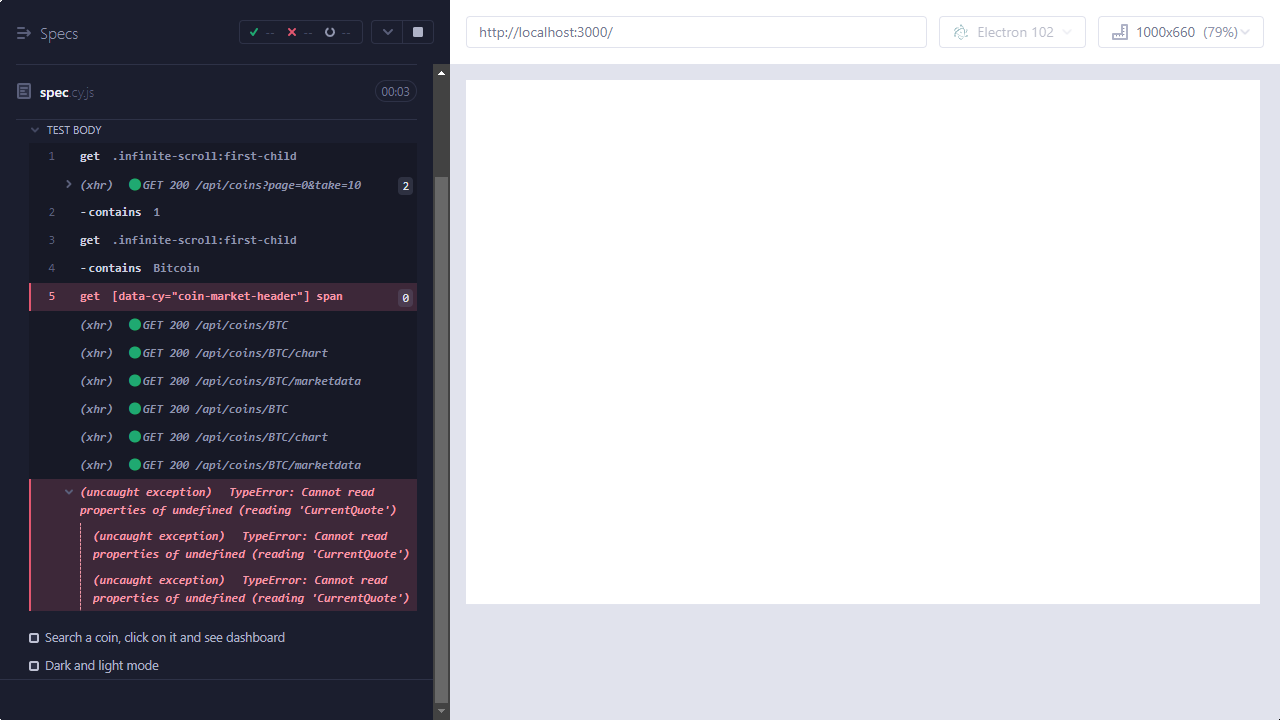 Specs
-- -- --
http://localhost:3000/
Electron 102
1000x660 (79%)
spec.cy.js
00:03
TEST BODY
1 get .infinite-scroll:first-child
(xhr) GET 200 /api/coins?page=0&take=10 2
2 -contains 1
3 get .infinite-scroll:first-child
4 -contains Bitcoin
5 get [data-cy="coin-market-header"] span 0
(xhr) GET 200 /api/coins/BTC
(xhr) GET 200 /api/coins/BTC/chart
(xhr) GET 200 /api/coins/BTC/marketdata
(xhr) GET 200 /api/coins/BTC
(xhr) GET 200 /api/coins/BTC/chart
(xhr) GET 200 /api/coins/BTC/marketdata
(uncaught exception) TypeError: Cannot read
properties of undefined (reading 'CurrentQuote')
(uncaught exception) TypeError: Cannot read
properties of undefined (reading 'CurrentQuote')
(uncaught exception) TypeError: Cannot read
properties of undefined (reading 'CurrentQuote')
Search a coin, click on it and see dashboard
Dark and light mode